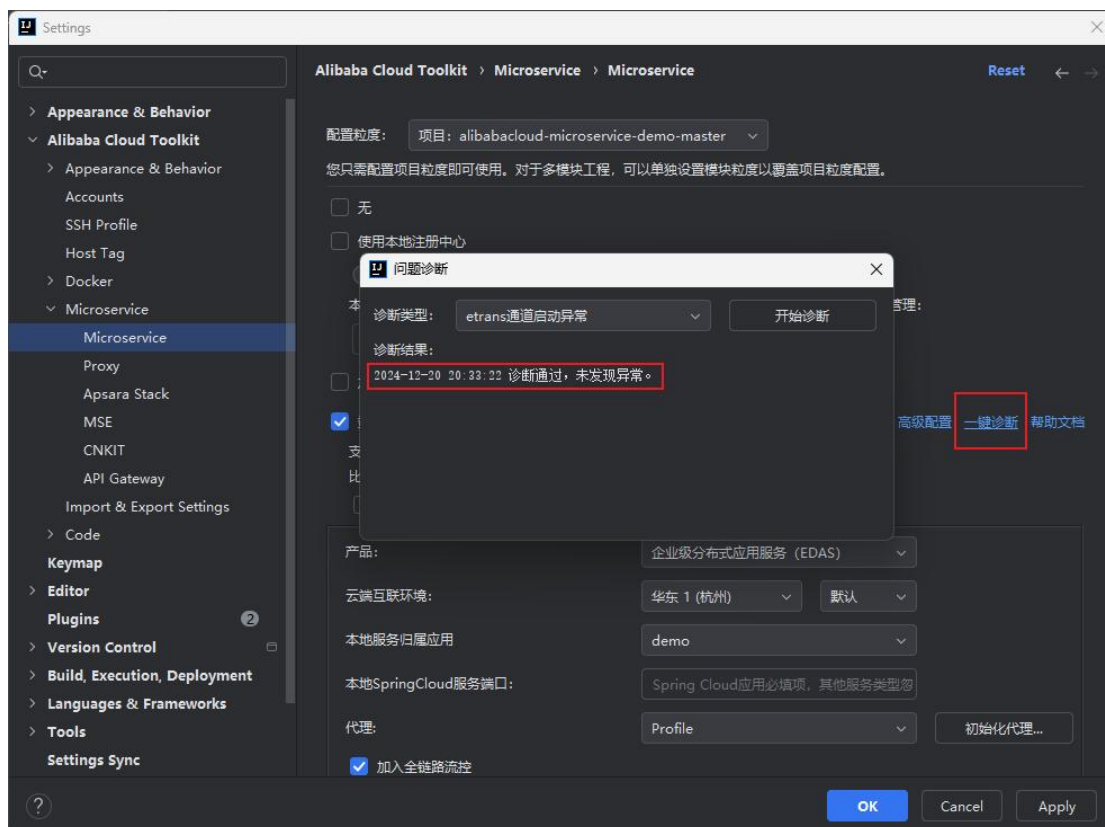 Settings
Alibaba Cloud Toolkit › Microservice › Microservice
Reset
Appearance & Behavior
Alibaba Cloud Toolkit
Appearance & Behavior
Accounts
SSH Profile
Host Tag
Docker
Microservice
Microservice
Proxy
Apsara Stack
MSE
CNKIT
API Gateway
Import & Export Settings
Code
Keymap
Editor
Plugins 2
Version Control
Build, Execution, Deployment
Languages & Frameworks
Tools
Settings Sync
配置粒度： 项目: alibabacloud-microservice-demo-master
您只需配置项目粒度即可使用。对于多模块工程，可以单独设置模块粒度以覆盖项目粒度配置。
无
使用本地注册中心
问题诊断
诊断类型: etrans通道启动异常 开始诊断
诊断结果:
2024-12-20 20:33:22 诊断通过，未发现异常。
管理:
高级配置 一键诊断 帮助文档
支
比
产品: 企业级分布式应用服务 (EDAS)
云端互联环境: 华东 1 (杭州) 默认
本地服务归属应用 demo
本地SpringCloud服务端口: Spring Cloud应用必填项，其他服务类型忽
代理: Profile 初始化代理...
加入全链路流控
? OK Cancel Apply